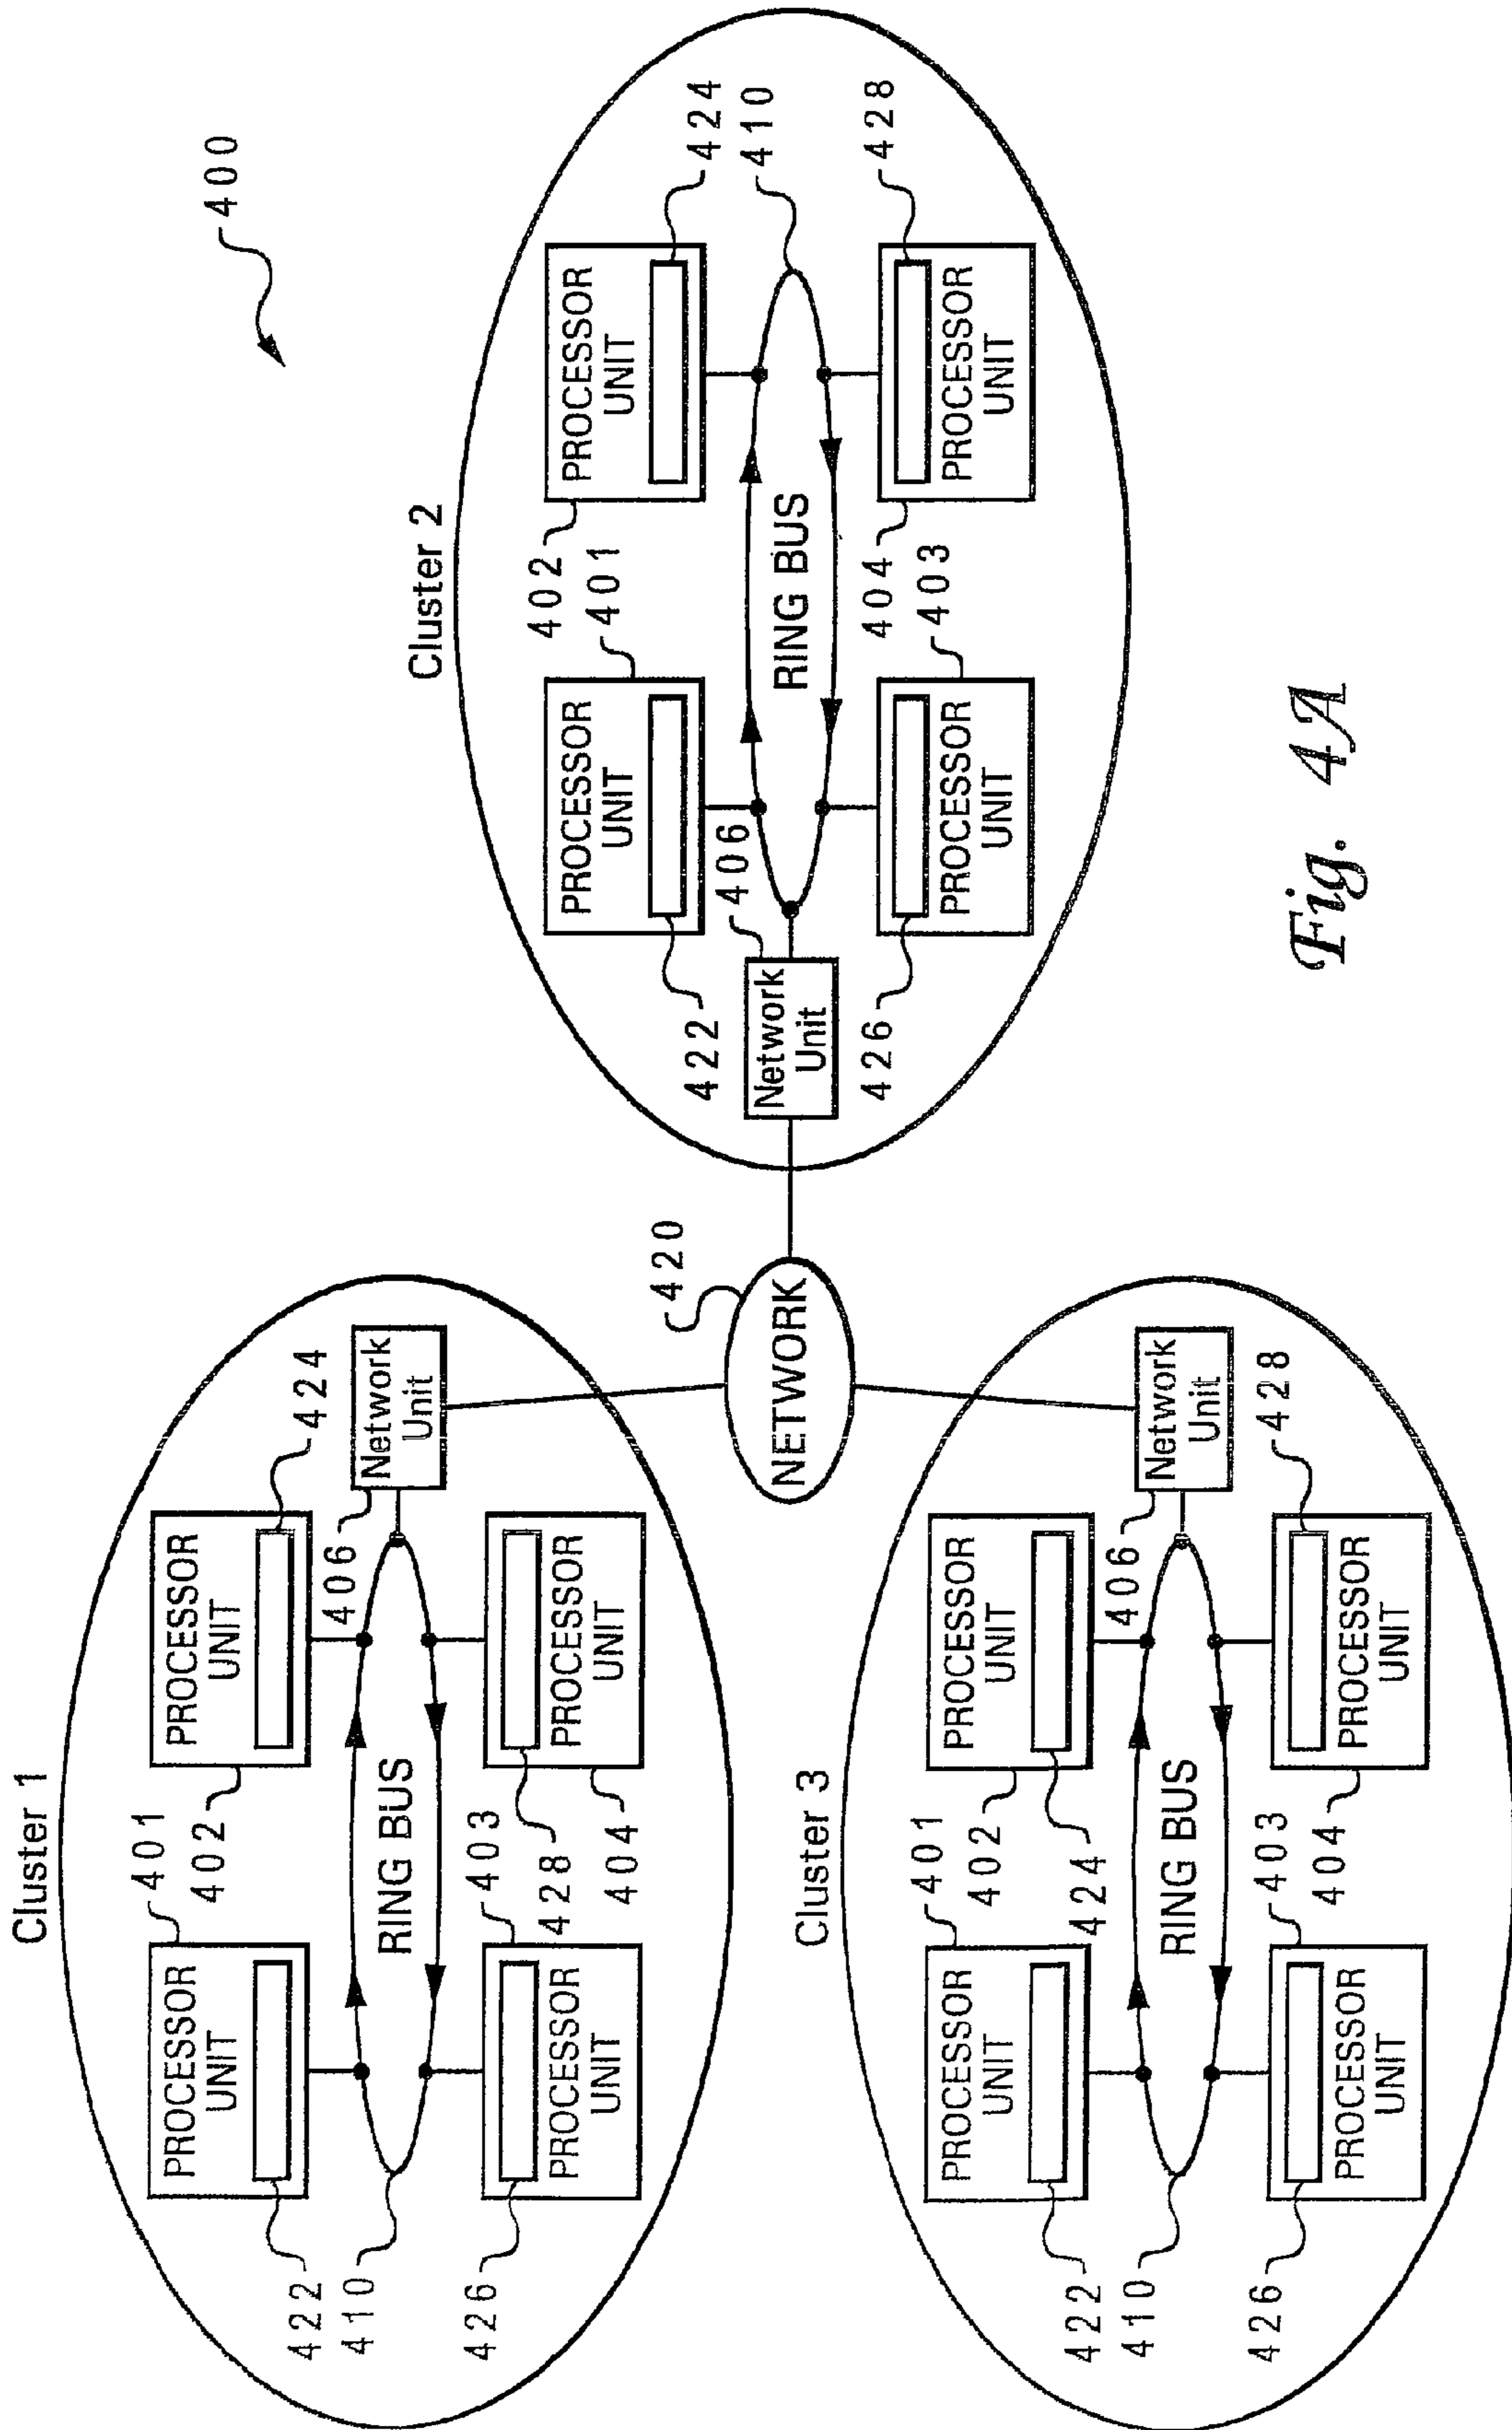 400
Cluster 1
401
402
PROCESSOR
UNIT
PROCESSOR
UNIT
422
424
406
410
RING BUS
Network
Unit
426
403
428
404
PROCESSOR
UNIT
PROCESSOR
UNIT
420
NETWORK
Cluster 2
402
401
PROCESSOR
UNIT
PROCESSOR
UNIT
422
424
406
410
Network
Unit
RING BUS
426
404
403
428
PROCESSOR
UNIT
PROCESSOR
UNIT
Cluster 3
401
402
PROCESSOR
UNIT
PROCESSOR
UNIT
422
424
406
410
RING BUS
Network
Unit
426
403
404
428
PROCESSOR
UNIT
PROCESSOR
UNIT
Fig. 4A